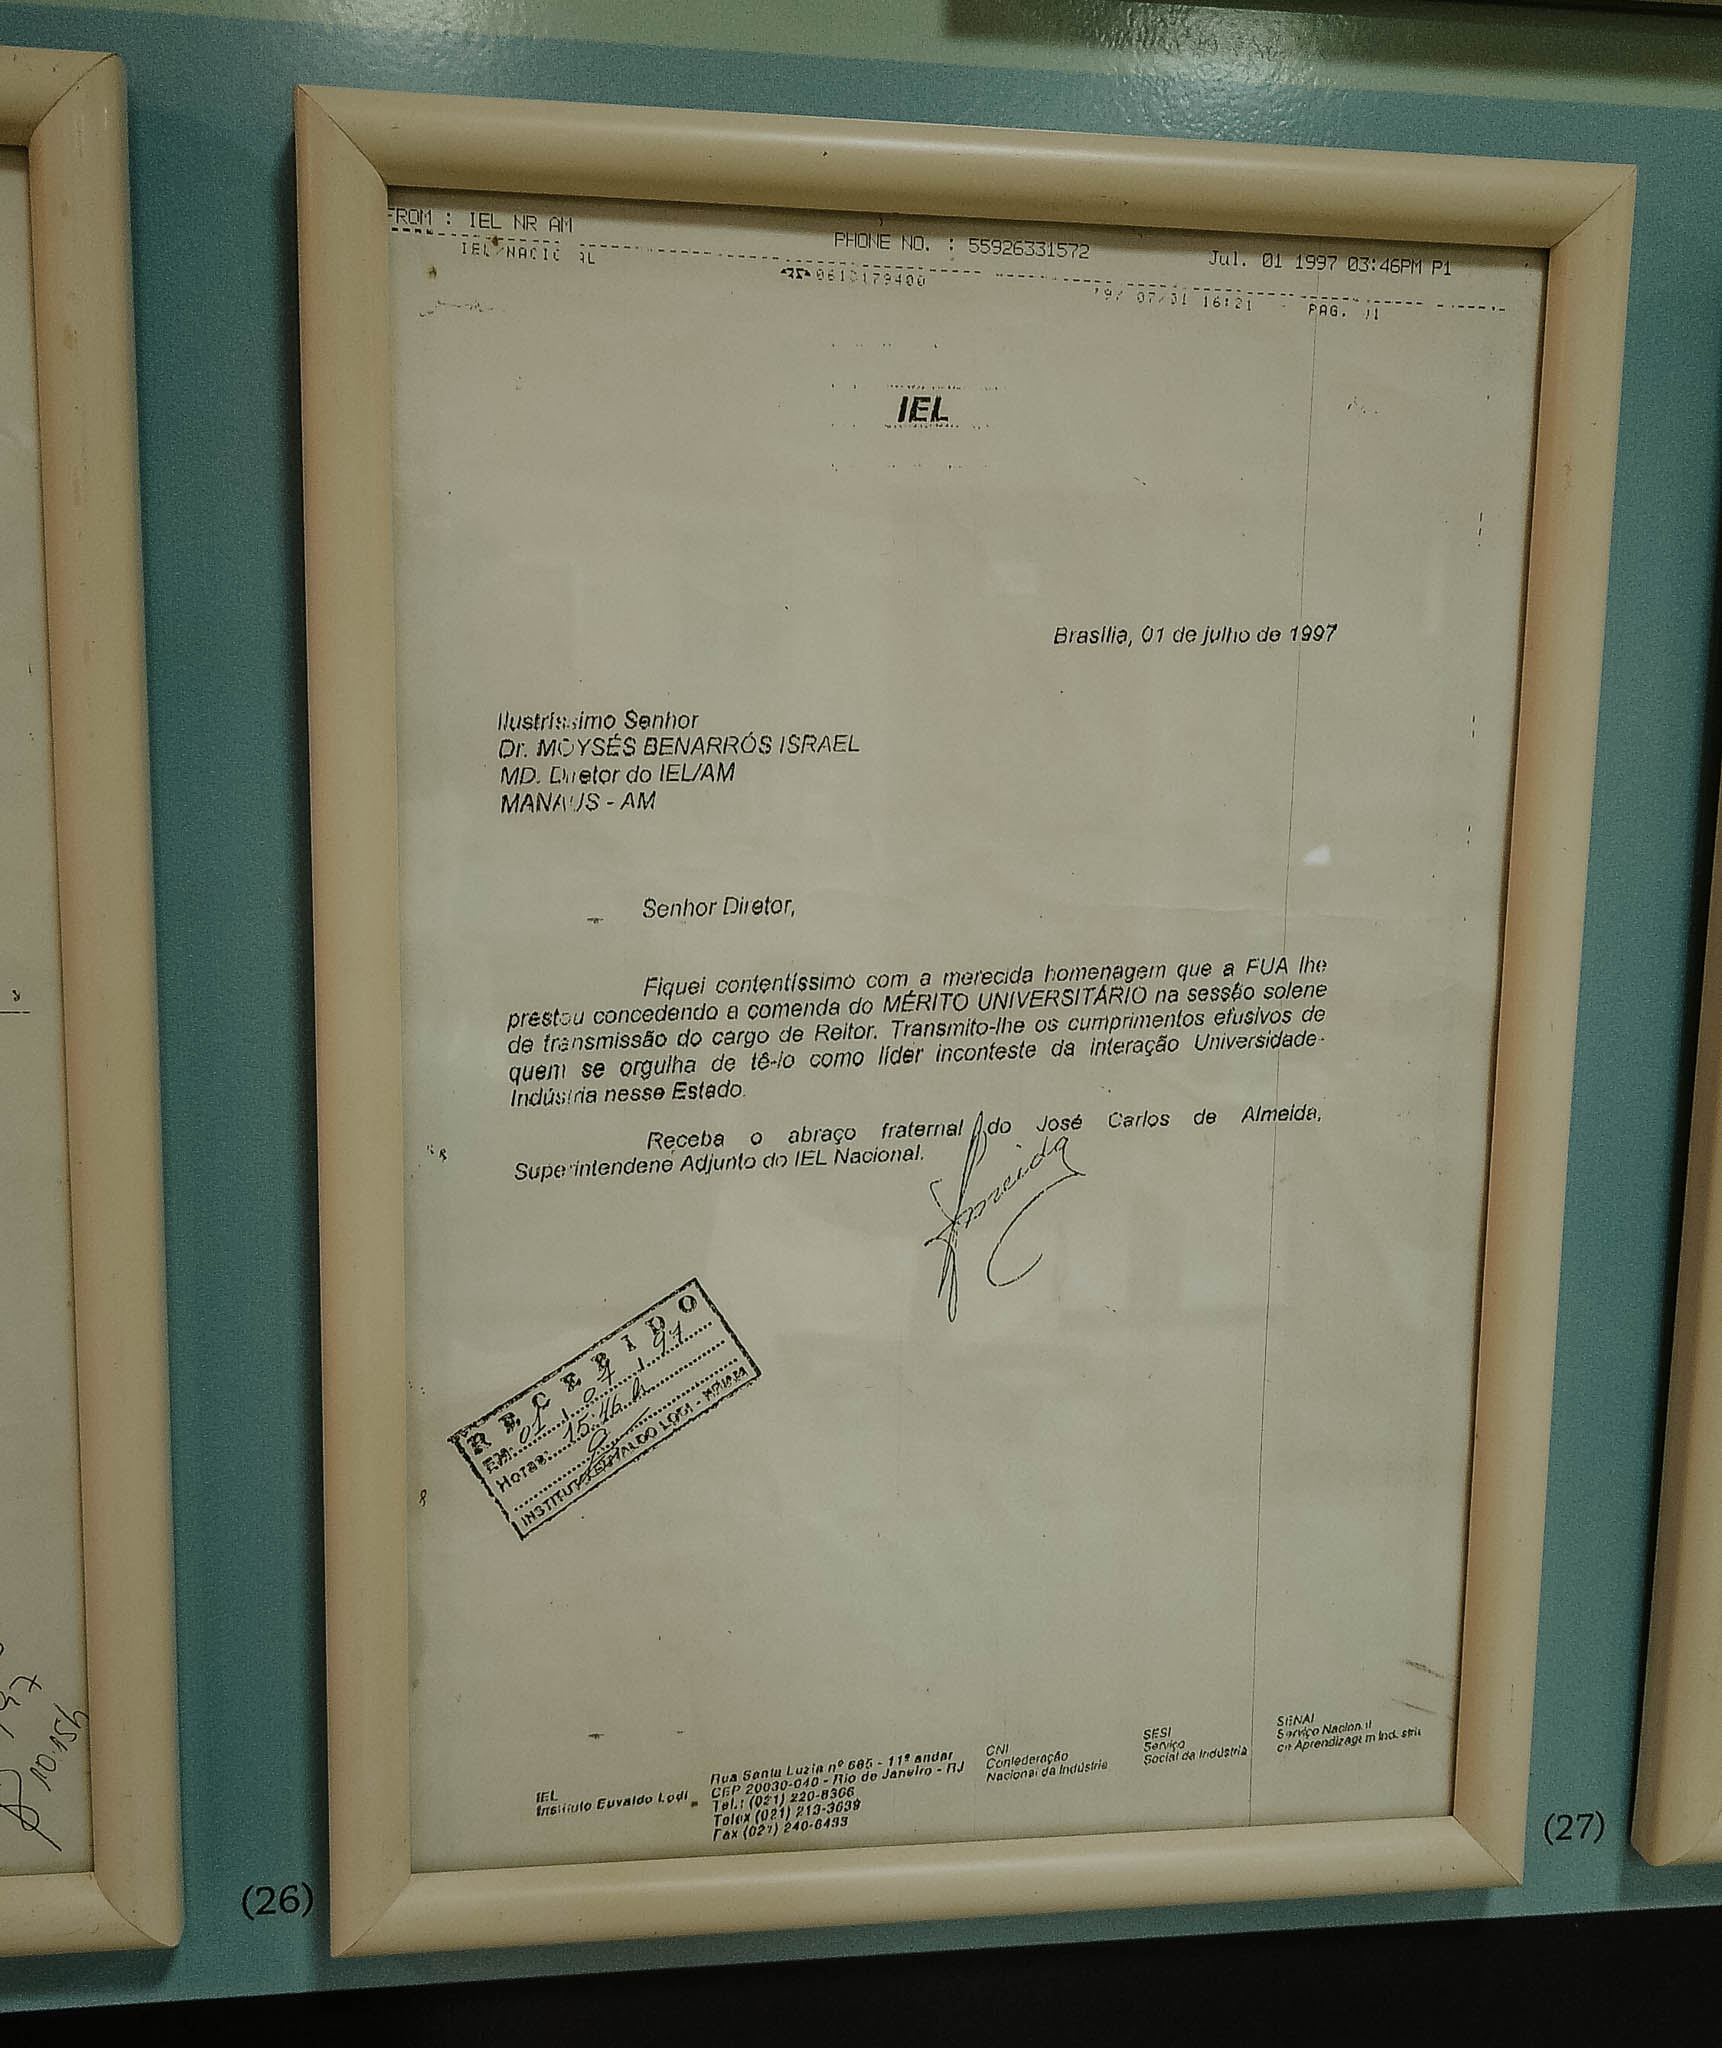 FROM : IEL NR AM
PHONE NO. : 55926331572
Jul. 01 1997 03:46PM P1
IEL/NACIONAL
'97 07/01 16:21
PAG. 01
IEL
Brasília, 01 de julho de 1997
Ilustríssimo Senhor
Dr. MOYSÉS BENARRÓS ISRAEL
MD. Diretor do IEL/AM
MANAUS - AM
Senhor Diretor,
Fiquei contentíssimo com a merecida homenagem que a FUA lhe
prestou concedendo a comenda do MÉRITO UNIVERSITÁRIO na sessão solene
de transmissão do cargo de Reitor. Transmito-lhe os cumprimentos efusivos de
quem se orgulha de tê-lo como líder inconteste da interação Universidade-
Indústria nesse Estado.
Receba o abraço fraternal do José Carlos de Almeida,
Superintendene Adjunto do IEL Nacional.
Almeida
RECEBIDO
EM: 01 / 07 / 97
Horas: 15:46 h
INSTITUTO EUVALDO LODI -
IEL
Instituto Euvaldo Lodi
Rua Santa Luzia nº 685 - 11º andar
CEP 20030-040 - Rio de Janeiro - RJ
Tel.: (021) 220-8366
Telex (021) 213-3639
Fax (021) 240-6433
CNI
Confederação
Nacional da Indústria
SESI
Serviço
Social da Indústria
SENAI
Serviço Nacional
de Aprendizagem Industrial
(26)
(27)